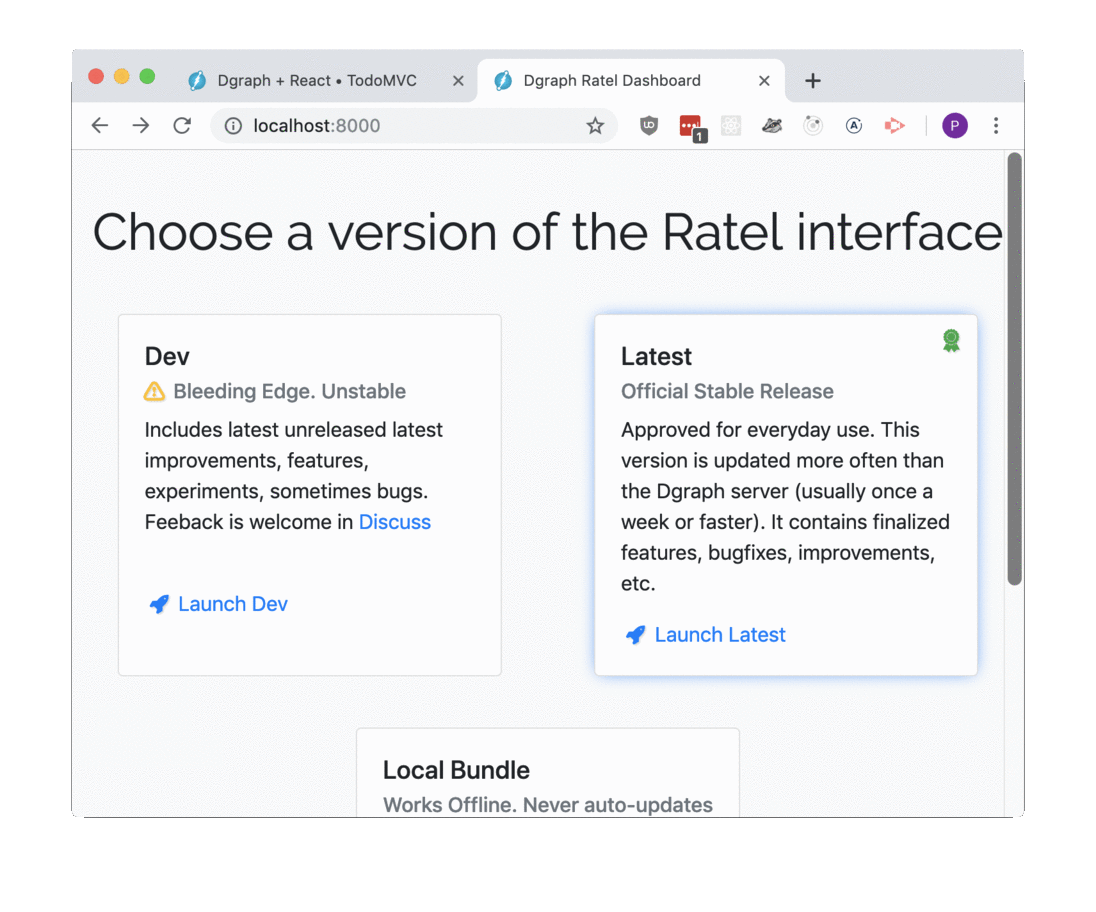 Dgraph + React • TodoMVC
Dgraph Ratel Dashboard
localhost:8000
1
P
Choose a version of the Ratel interface
Dev
Bleeding Edge. Unstable
Includes latest unreleased latest
improvements, features,
experiments, sometimes bugs.
Feeback is welcome in Discuss
Launch Dev
Latest
Official Stable Release
Approved for everyday use. This
version is updated more often than
the Dgraph server (usually once a
week or faster). It contains finalized
features, bugfixes, improvements,
etc.
Launch Latest
Local Bundle
Works Offline. Never auto-updates